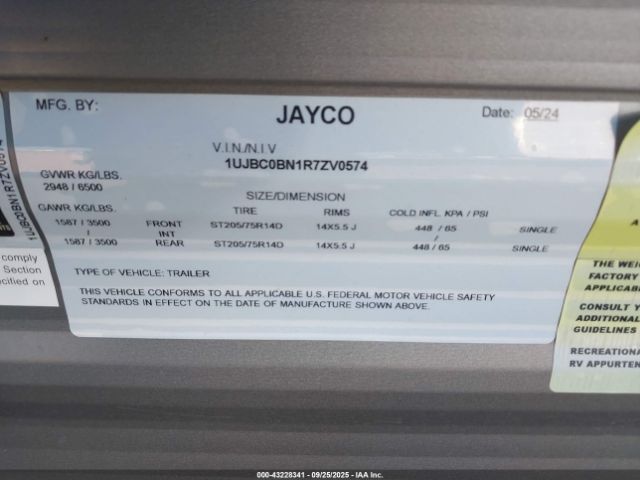 MFG. BY: JAYCO Date: 05/24
V.I.N./N.I.V
1UJBC0BN1R7ZV0574
GVWR KG/LBS.
2948 / 6500
SIZE/DIMENSION
GAWR KG/LBS. TIRE RIMS COLD INFL. KPA / PSI
1587 / 3500 FRONT ST205/75R14D 14X5.5 J 448 / 65 SINGLE
/ INT /
1587 / 3500 REAR ST205/75R14D 14X5.5 J 448 / 65 SINGLE
TYPE OF VEHICLE: TRAILER
THIS VEHICLE CONFORMS TO ALL APPLICABLE U.S. FEDERAL MOTOR VEHICLE SAFETY
STANDARDS IN EFFECT ON THE DATE OF MANUFACTURE SHOWN ABOVE.
1UJBC0BN1R7ZV0574
comply
Section
cified on
THE WEIG
FACTORY
APPLICABL
CONSULT Y
ADDITIONAL
GUIDELINES
RECREATIONA
RV APPURTEN
000-43228341 - 09/25/2025 - IAA Inc.